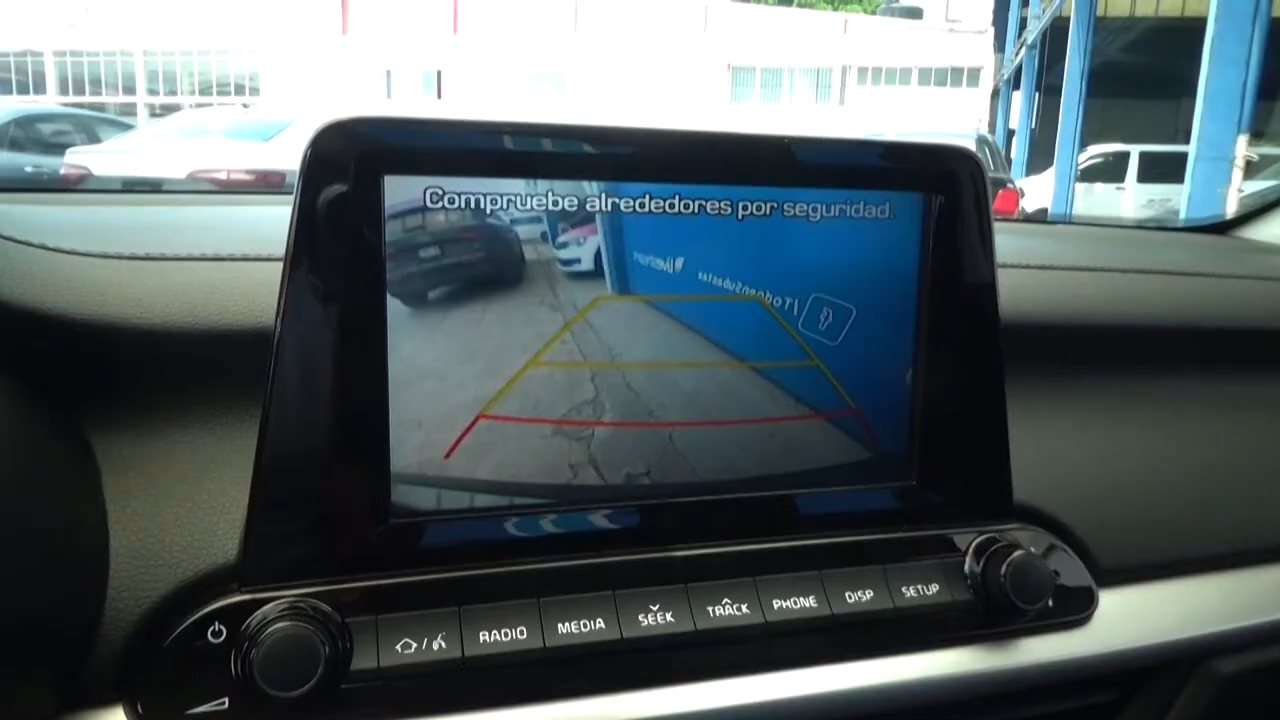 Compruebe alrededores por seguridad.
RADIO
MEDIA
SEEK
TRACK
PHONE
DISP
SETUP